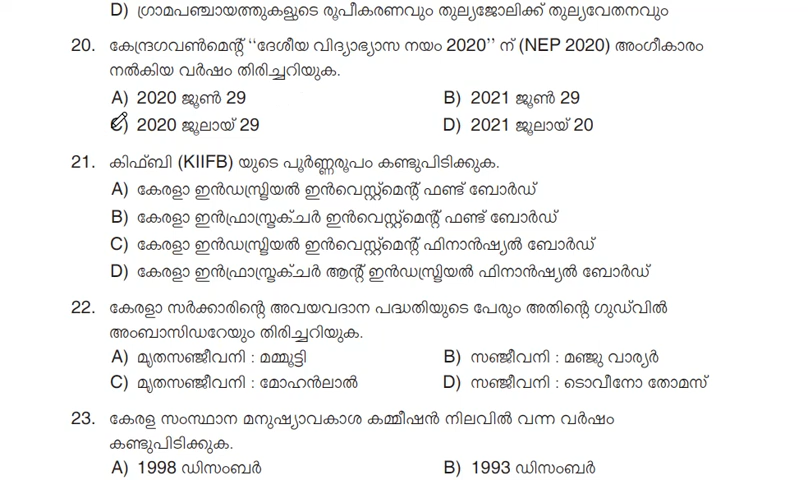 D) ഗ്രാമപഞ്ചായത്തുകളുടെ രൂപീകരണവും തുല്യജോലിക്ക് തുല്യവേതനവും
20. കേന്ദ്രഗവൺമെന്റ് “ദേശീയ വിദ്യാഭ്യാസ നയം 2020’’ ന് (NEP 2020) അംഗീകാരം
നൽകിയ വർഷം തിരിച്ചറിയുക.
A) 2020 ജൂൺ 29 B) 2021 ജൂൺ 29
C) 2020 ജൂലായ് 29 D) 2021 ജൂലായ് 20
21. കിഫ്ബി (KIIFB) യുടെ പൂർണ്ണരൂപം കണ്ടുപിടിക്കുക.
A) കേരളാ ഇൻഡസ്ട്രിയൽ ഇൻവെസ്റ്റ്മെന്റ് ഫണ്ട് ബോർഡ്
B) കേരളാ ഇൻഫ്രാസ്ട്രക്ചർ ഇൻവെസ്റ്റ്മെന്റ് ഫണ്ട് ബോർഡ്
C) കേരളാ ഇൻഡസ്ട്രിയൽ ഇൻവെസ്റ്റ്മെന്റ് ഫിനാൻഷ്യൽ ബോർഡ്
D) കേരളാ ഇൻഫ്രാസ്ട്രക്ചർ ആന്റ് ഇൻഡസ്ട്രിയൽ ഫിനാൻഷ്യൽ ബോർഡ്
22. കേരളാ സർക്കാരിന്റെ അവയവദാന പദ്ധതിയുടെ പേരും അതിന്റെ ഗുഡ്‌വിൽ
അംബാസിഡറേയും തിരിച്ചറിയുക.
A) മൃതസഞ്ജീവനി : മമ്മൂട്ടി B) സഞ്ജീവനി : മഞ്ജു വാര്യർ
C) മൃതസഞ്ജീവനി : മോഹൻലാൽ D) സഞ്ജീവനി : ടൊവീനോ തോമസ്
23. കേരള സംസ്ഥാന മനുഷ്യാവകാശ കമ്മീഷൻ നിലവിൽ വന്ന വർഷം
കണ്ടുപിടിക്കുക.
A) 1998 ഡിസംബർ B) 1993 ഡിസംബർ